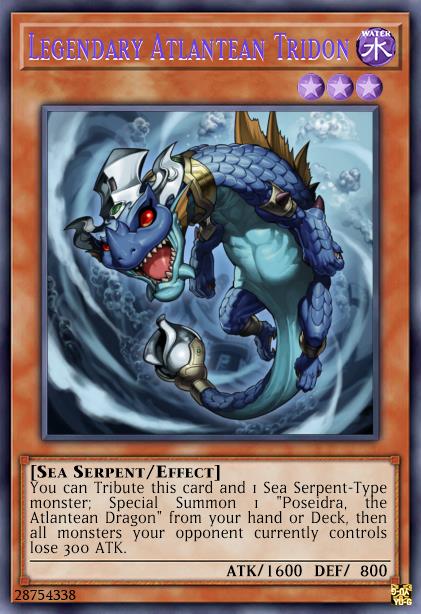 Legendary Atlantean Tridon
WATER
水
[Sea Serpent/Effect]
You can Tribute this card and 1 Sea Serpent-Type
monster; Special Summon 1 "Poseidra, the
Atlantean Dragon" from your hand or Deck, then
all monsters your opponent currently controls
lose 300 ATK.
ATK/1600 DEF/ 800
28754338